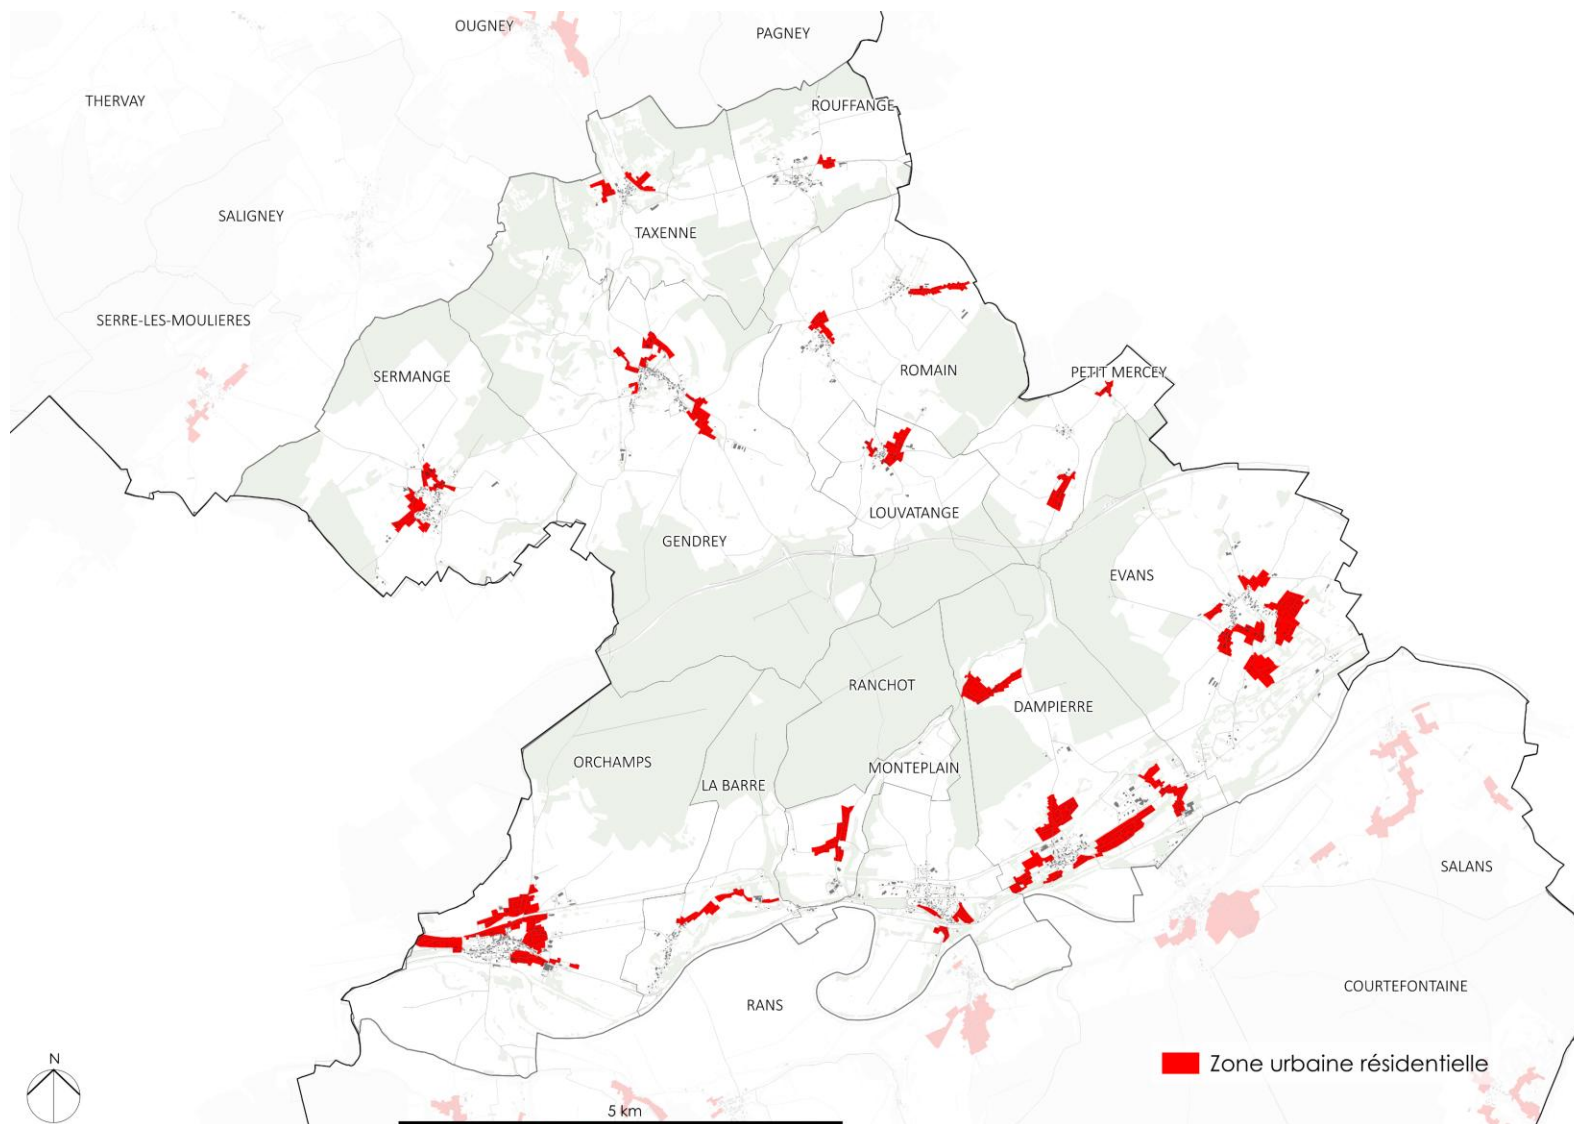 OUGNEY
PAGNEY
THERVAY
ROUFFANGE
SALIGNEY
TAXENNE
SERRE-LES-MOULIERES
SERMANGE
ROMAIN
PETIT MERCEY
LOUVATANGE
GENDREY
EVANS
RANCHOT
DAMPIERRE
ORCHAMPS
MONTEPLAIN
LA BARRE
SALANS
COURTEFONTAINE
RANS
Zone urbaine résidentielle
N
5 km